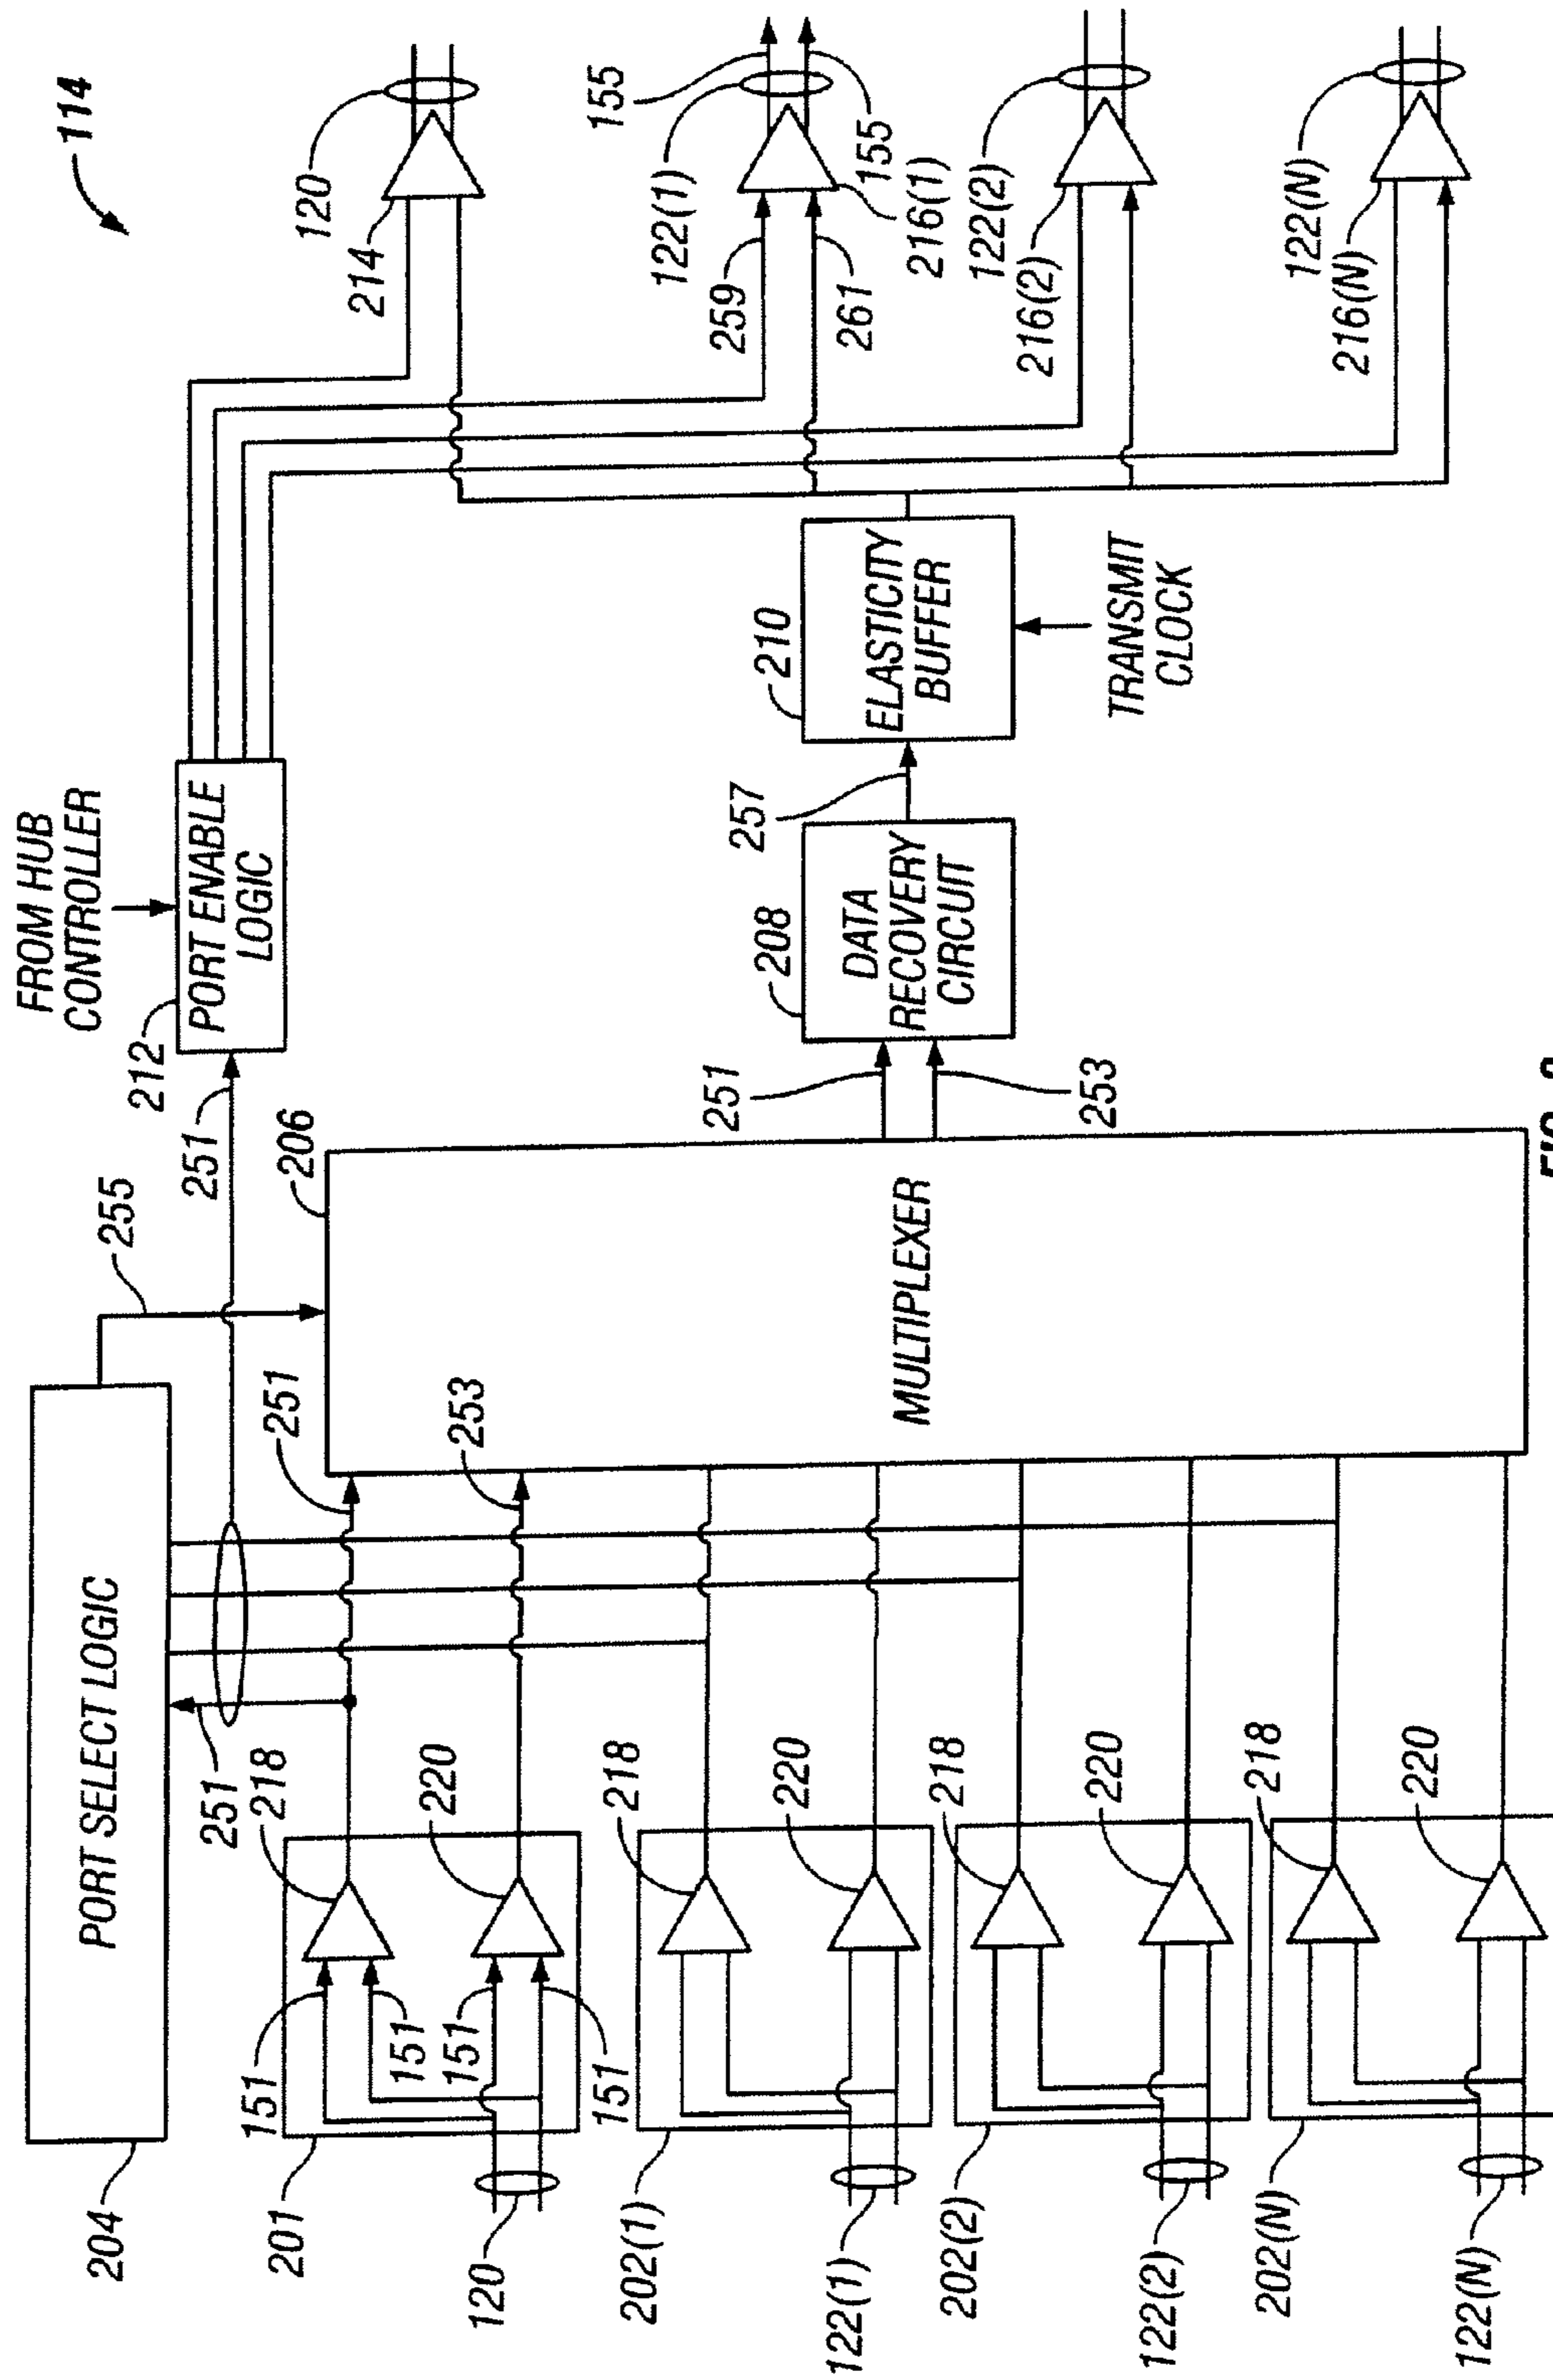 FROM HUB
CONTROLLER
114
204
PORT SELECT LOGIC
255
212
PORT ENABLE
LOGIC
251
251
120
214
201
151
218
251
206
151
120
151
220
253
151
202(1)
218
155
122(1)
259
155
216(1)
261
122(1)
220
MULTIPLEXER
251
253
208
DATA
RECOVERY
CIRCUIT
257
210
ELASTICITY
BUFFER
TRANSMIT
CLOCK
202(2)
218
122(2)
216(2)
122(2)
220
202(N)
218
122(N)
216(N)
122(N)
220